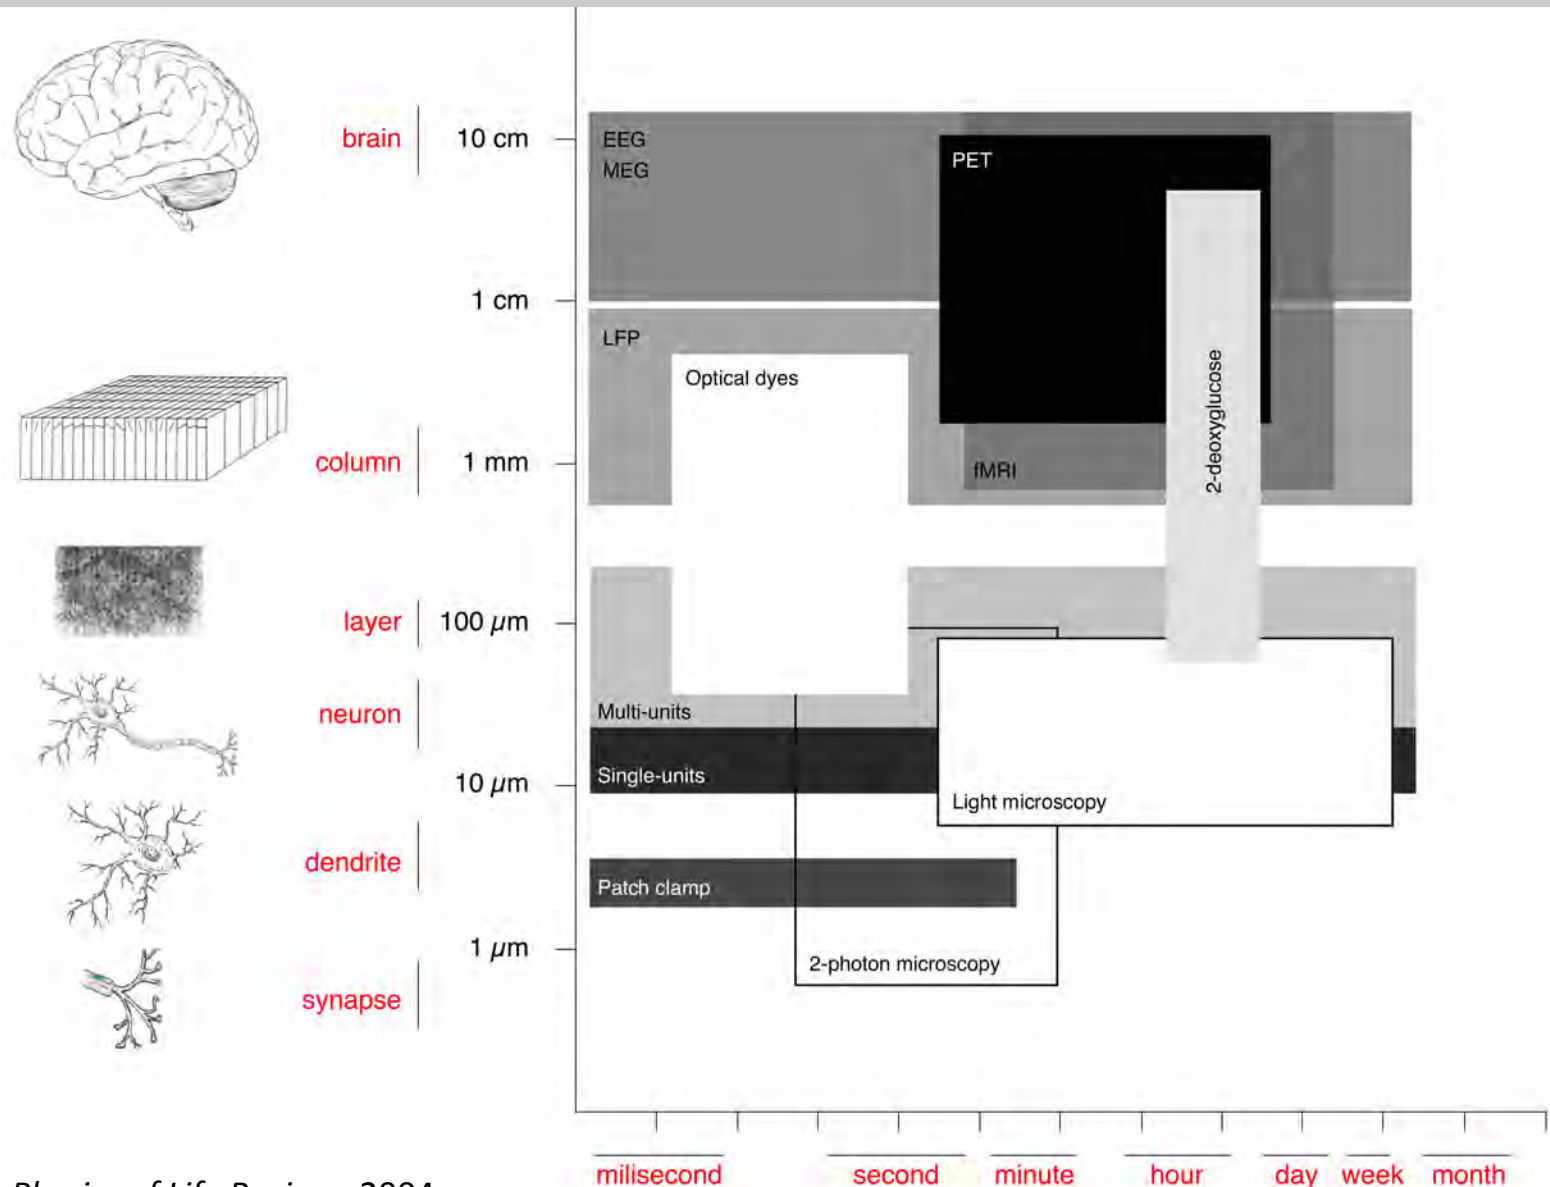 brain
10 cm
EEG
MEG
PET
1 cm
LFP
Optical dyes
2-deoxyglucose
column
1 mm
fMRI
layer
100 µm
neuron
Multi-units
Single-units
10 µm
Light microscopy
dendrite
Patch clamp
1 µm
2-photon microscopy
synapse
milisecond
second
minute
hour
day
week
month